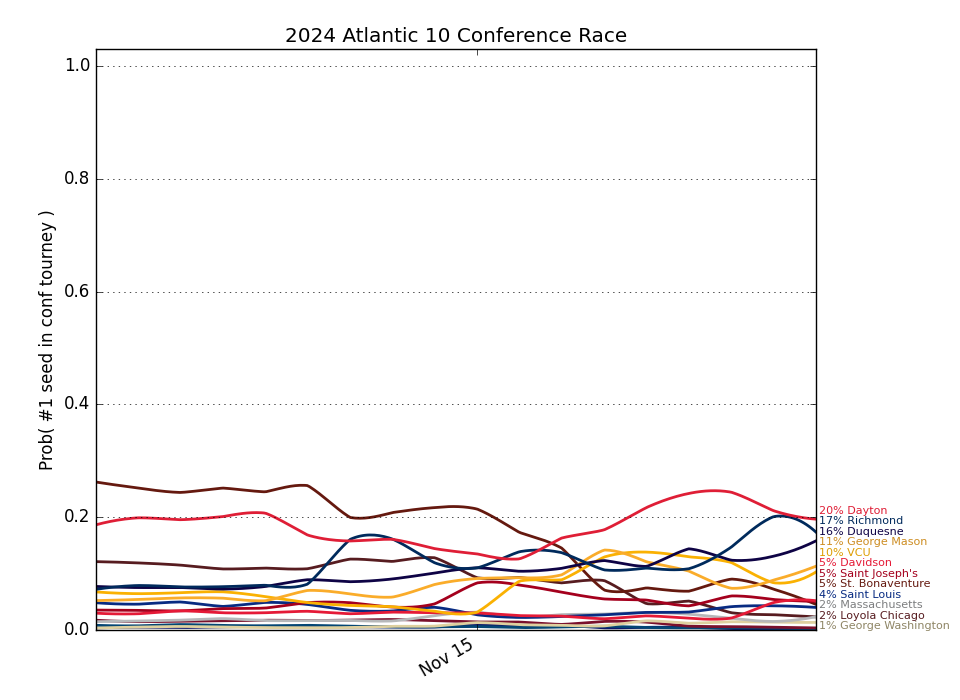 2024 Atlantic 10 Conference Race
Prob( #1 seed in conf tourney )
1.0
0.8
0.6
0.4
0.2
0.0
Nov 15
20% Dayton
17% Richmond
16% Duquesne
11% George Mason
10% VCU
5% Davidson
5% Saint Joseph's
5% St. Bonaventure
4% Saint Louis
2% Massachusetts
2% Loyola Chicago
1% George Washington